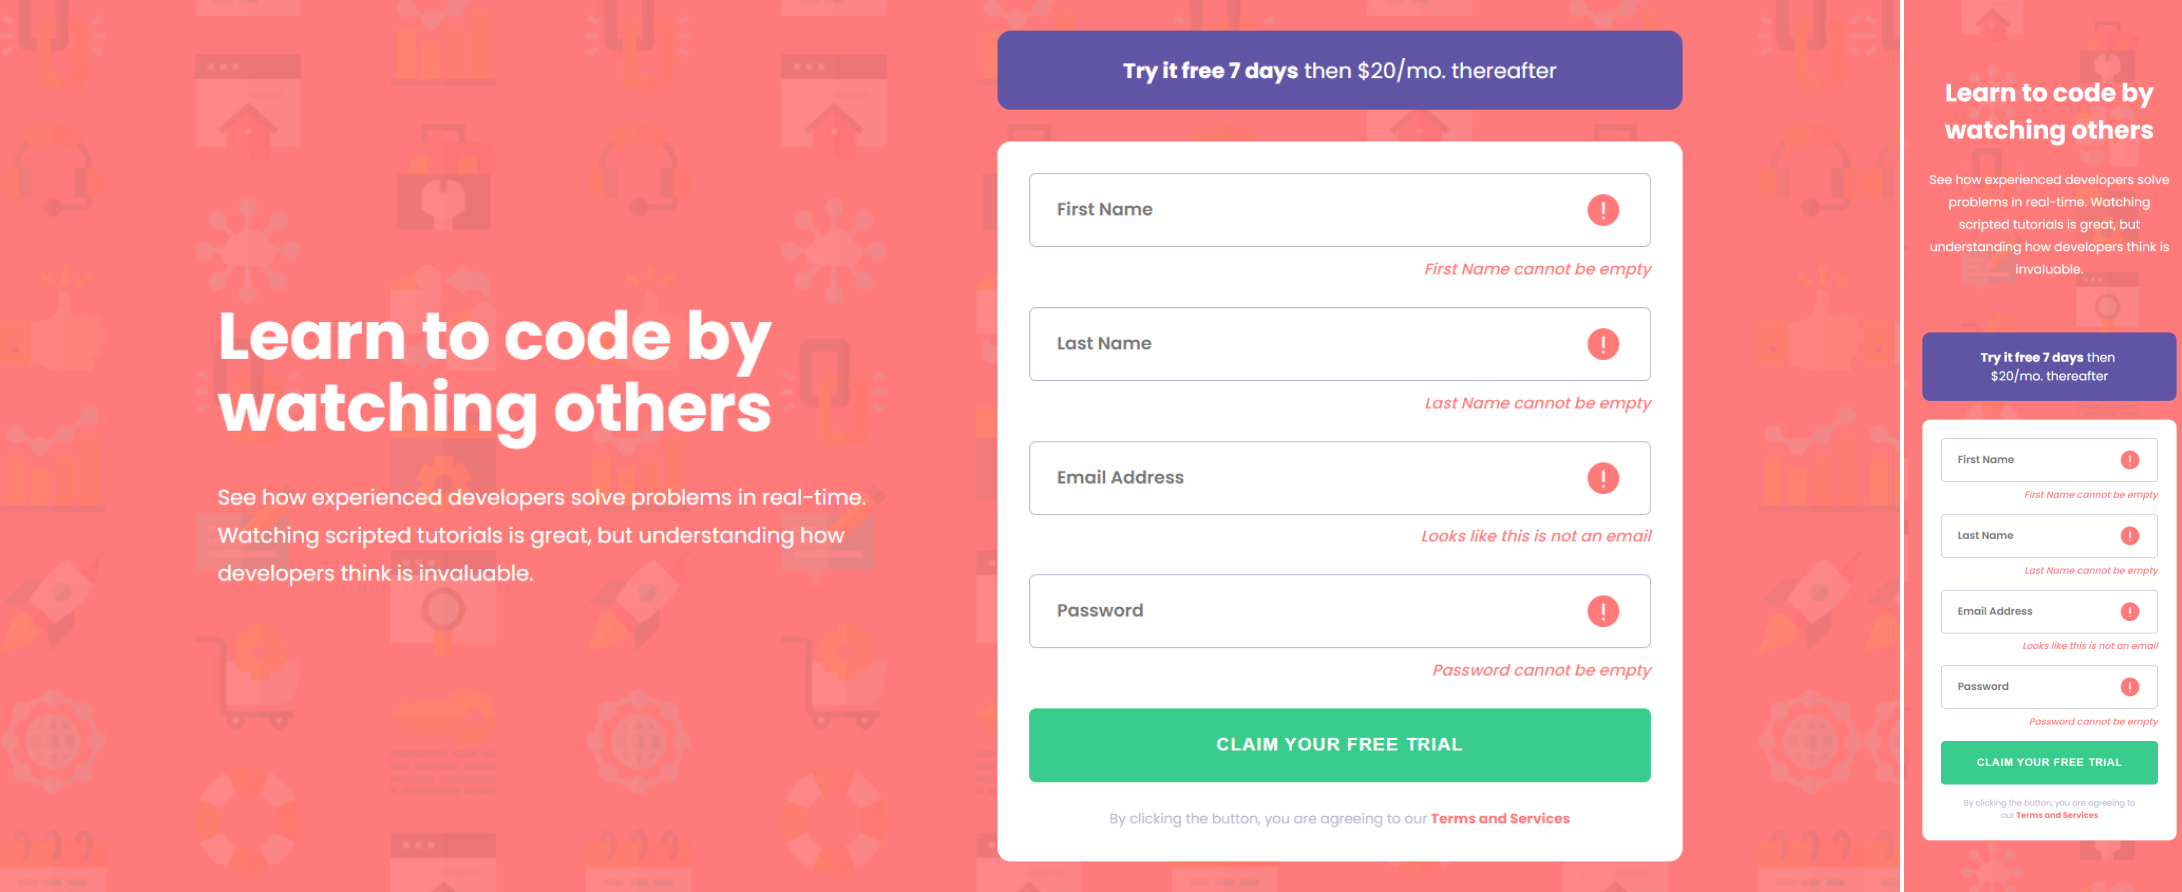 Learn to code by
watching others
See how experienced developers solve problems in real-time.
Watching scripted tutorials is great, but understanding how
developers think is invaluable.
Try it free 7 days then $20/mo. thereafter
First Name
First Name cannot be empty
Last Name
Last Name cannot be empty
Email Address
Looks like this is not an email
Password
Password cannot be empty
CLAIM YOUR FREE TRIAL
By clicking the button, you are agreeing to our Terms and Services
Learn to code by
watching others
See how experienced developers solve
problems in real-time. Watching
scripted tutorials is great, but
understanding how developers think is
invaluable.
Try it free 7 days then
$20/mo. thereafter
First Name
First Name cannot be empty
Last Name
Last Name cannot be empty
Email Address
Looks like this is not an email
Password
Password cannot be empty
CLAIM YOUR FREE TRIAL
By clicking the button, you are agreeing to
our Terms and Services